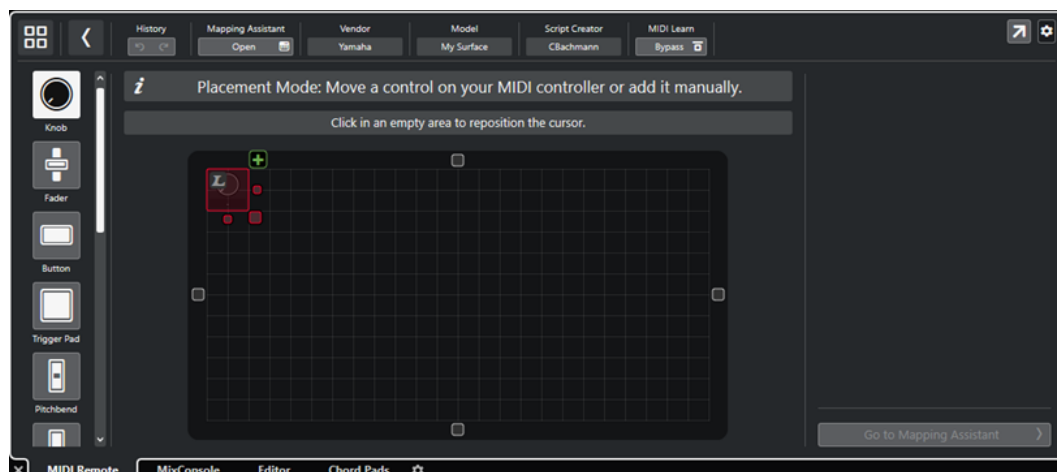 History
Mapping Assistant
Vendor
Model
Script Creator
MIDI Learn
Open
Yamaha
My Surface
CBachmann
Bypass
i
Placement Mode: Move a control on your MIDI controller or add it manually.
Click in an empty area to reposition the cursor.
Knob
L
Fader
Button
Trigger Pad
Pitchbend
Go to Mapping Assistant
MIDI Remote
MixConsole
Editor
Chord Pads